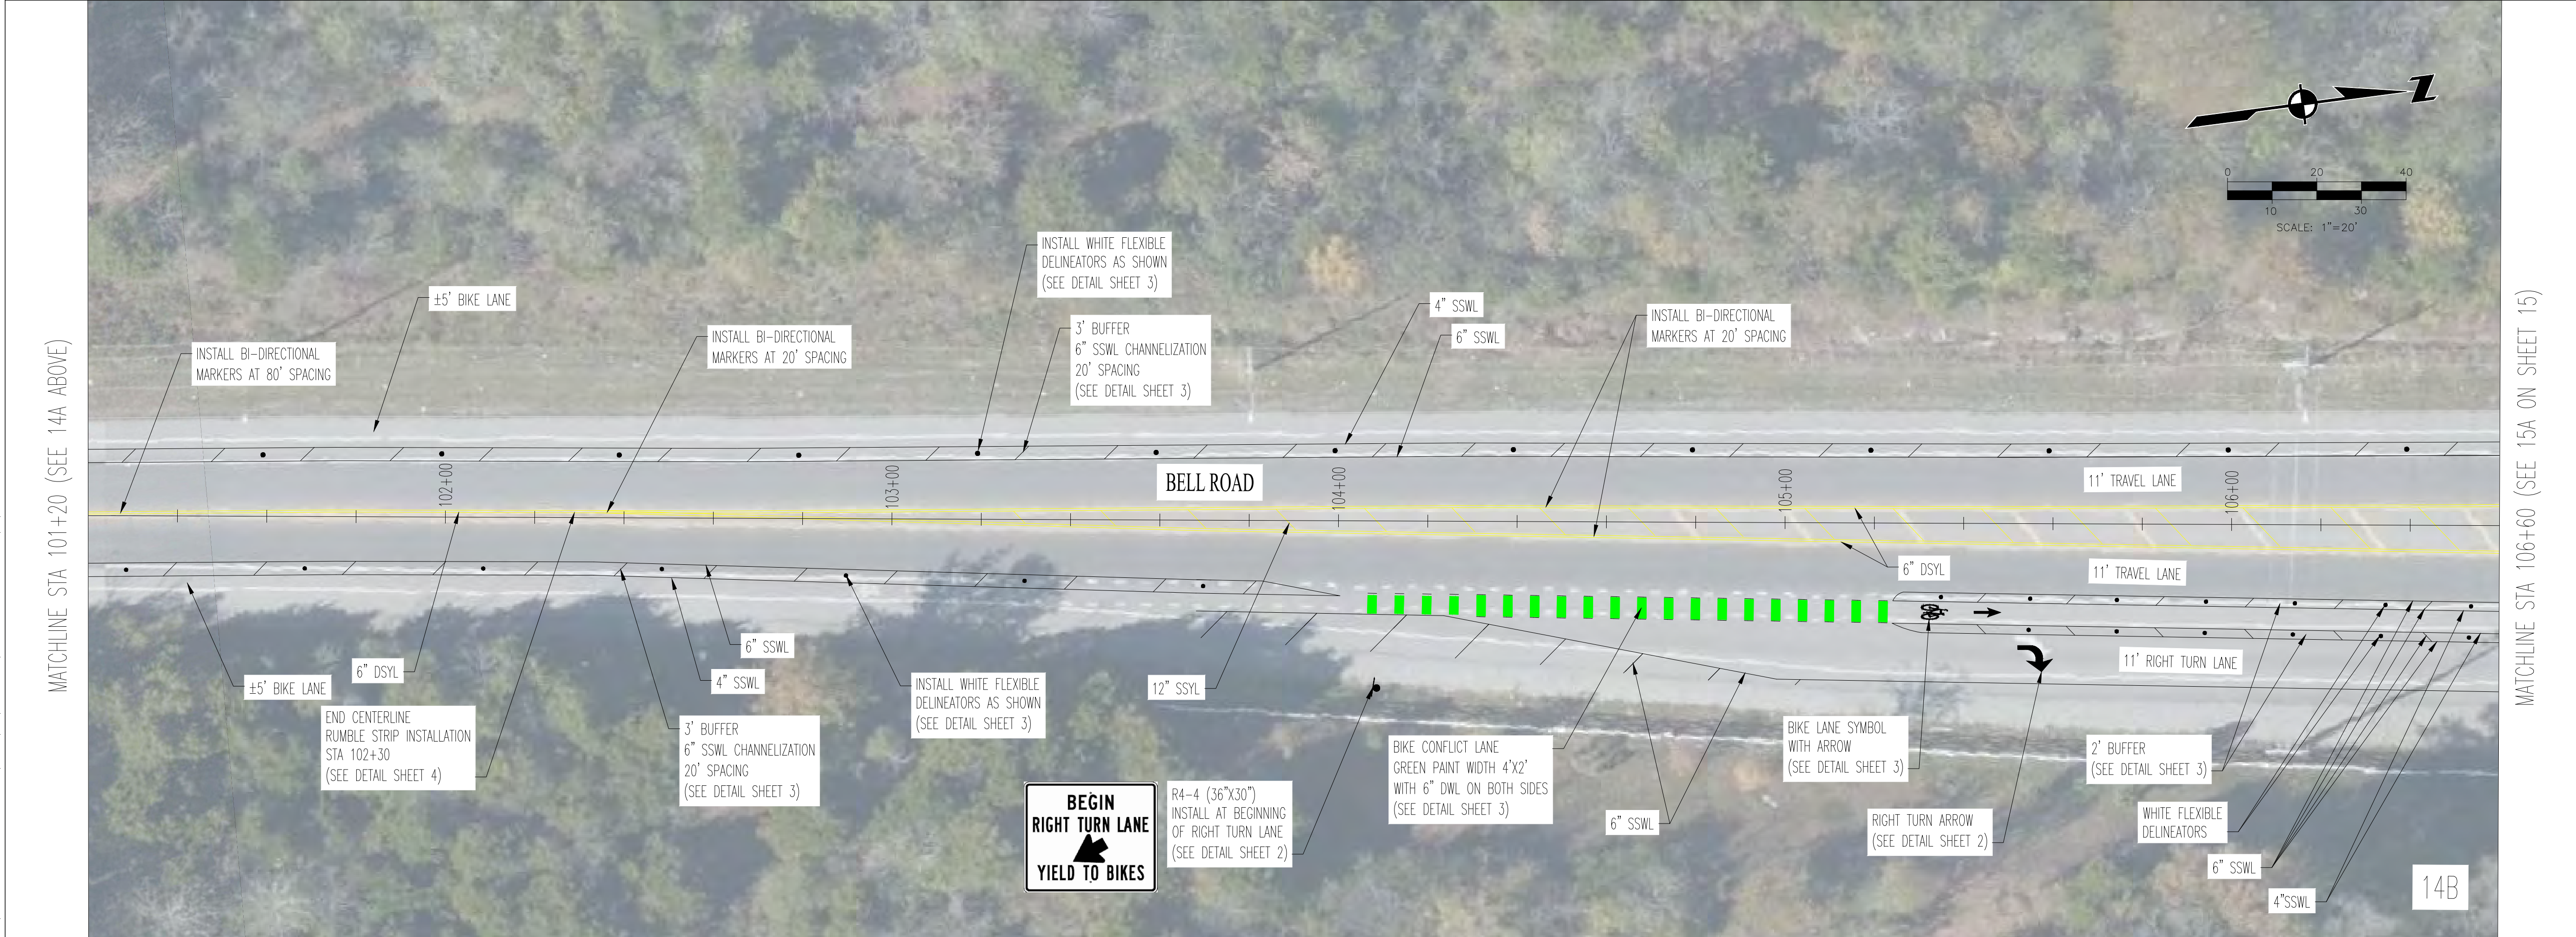 MATCHLINE STA 101+20 (SEE 14A ABOVE)
Z
0 20 40
10 30
SCALE: 1"=20'
INSTALL WHITE FLEXIBLE
DELINEATORS AS SHOWN
(SEE DETAIL SHEET 3)
±5' BIKE LANE
4" SSWL
INSTALL BI-DIRECTIONAL
MARKERS AT 20' SPACING
3' BUFFER
6" SSWL CHANNELIZATION
20' SPACING
(SEE DETAIL SHEET 3)
INSTALL BI-DIRECTIONAL
MARKERS AT 20' SPACING
6" SSWL
INSTALL BI-DIRECTIONAL
MARKERS AT 80' SPACING
102+00
103+00
BELL ROAD
104+00
105+00
11' TRAVEL LANE
106+00
6" DSYL
11' TRAVEL LANE
6" SSWL
6" DSYL
4" SSWL
±5' BIKE LANE
INSTALL WHITE FLEXIBLE
DELINEATORS AS SHOWN
(SEE DETAIL SHEET 3)
12" SSYL
11' RIGHT TURN LANE
END CENTERLINE
RUMBLE STRIP INSTALLATION
STA 102+30
(SEE DETAIL SHEET 4)
3' BUFFER
6" SSWL CHANNELIZATION
20' SPACING
(SEE DETAIL SHEET 3)
BEGIN
RIGHT TURN LANE
YIELD TO BIKES
R4-4 (36"X30")
INSTALL AT BEGINNING
OF RIGHT TURN LANE
(SEE DETAIL SHEET 2)
BIKE CONFLICT LANE
GREEN PAINT WIDTH 4'X2'
WITH 6" DWL ON BOTH SIDES
(SEE DETAIL SHEET 3)
6" SSWL
BIKE LANE SYMBOL
WITH ARROW
(SEE DETAIL SHEET 3)
RIGHT TURN ARROW
(SEE DETAIL SHEET 2)
2' BUFFER
(SEE DETAIL SHEET 3)
WHITE FLEXIBLE
DELINEATORS
6" SSWL
4"SSWL
14B
MATCHLINE STA 106+60 (SEE 15A ON SHEET 15)